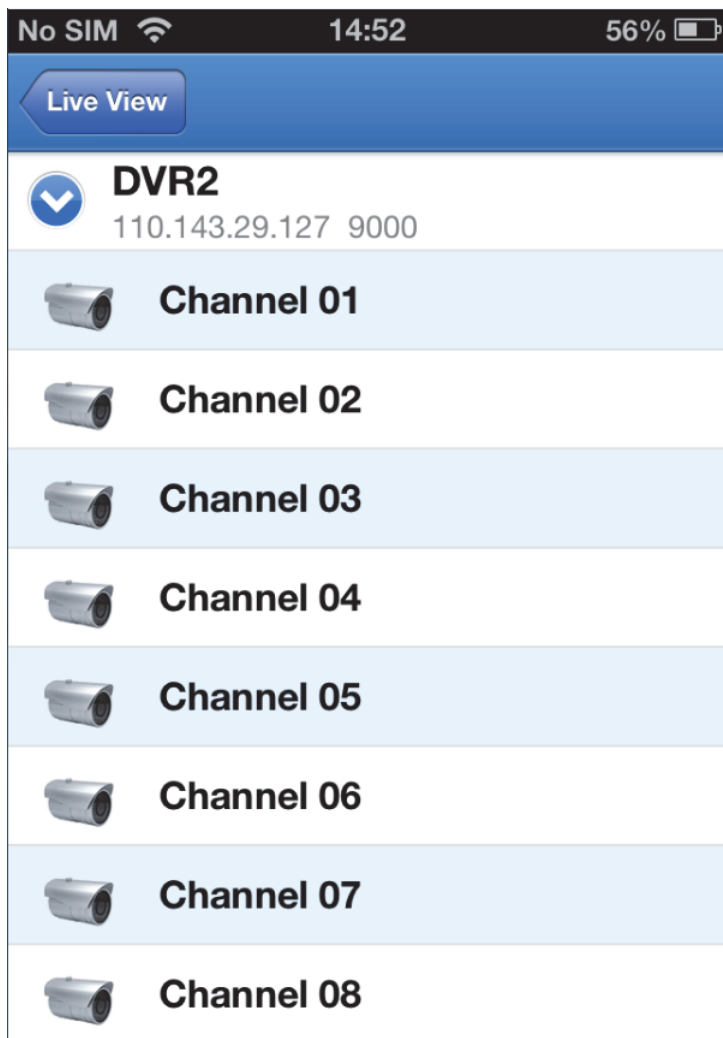 No SIM 14:52 56%
Live View
DVR2
110.143.29.127 9000
Channel 01
Channel 02
Channel 03
Channel 04
Channel 05
Channel 06
Channel 07
Channel 08